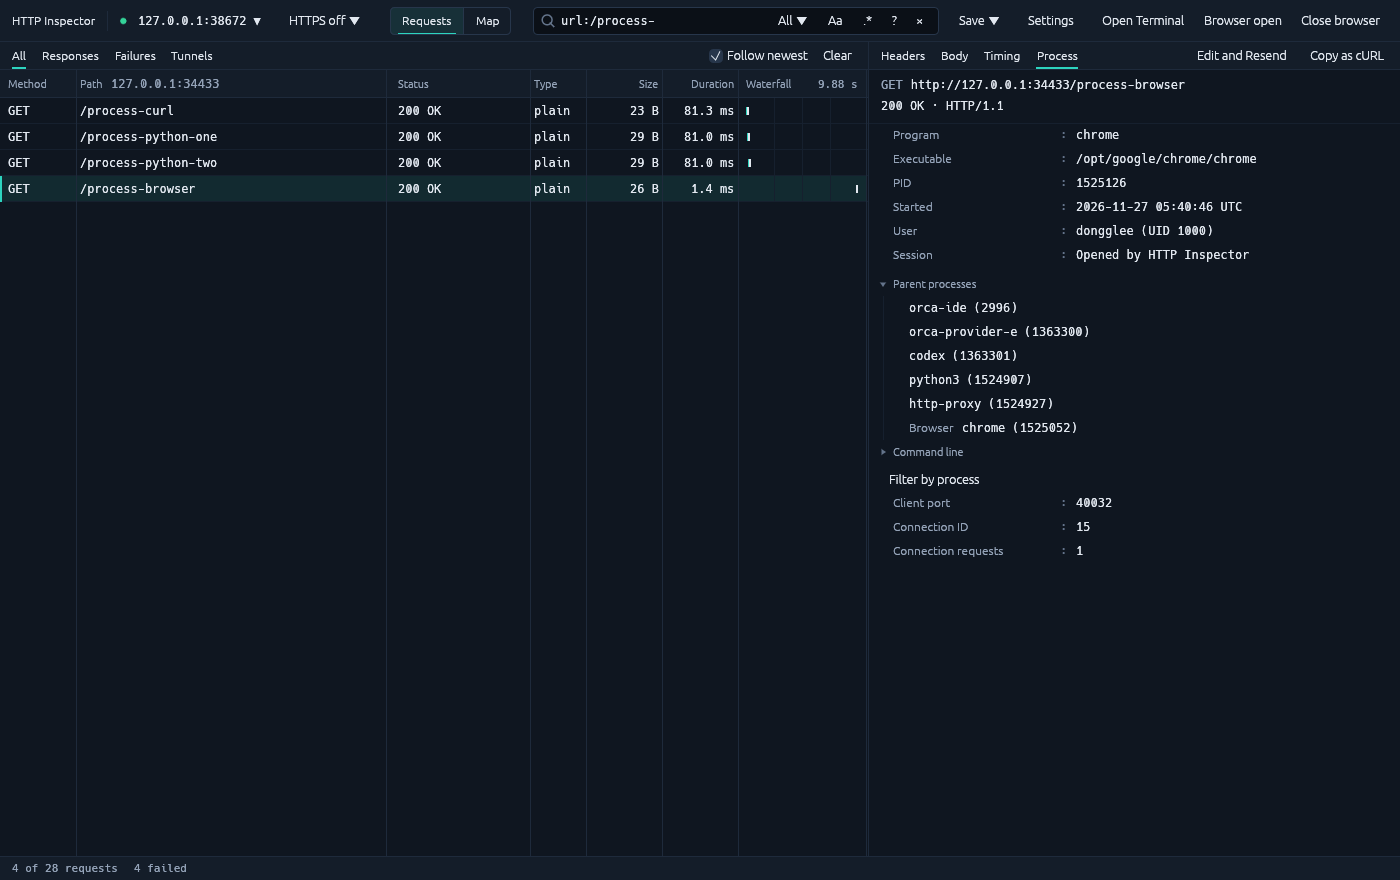 HTTP Inspector 127.0.0.1:38672 ▼ HTTPS off ▼ Requests Map url:/process- All ▼ Aa .* ? × Save ▼ Settings Open Terminal Browser open Close browser
All Responses Failures Tunnels Follow newest Clear
Method Path 127.0.0.1:34433 Status Type Size Duration Waterfall 9.88 s
GET /process-curl 200 OK plain 23 B 81.3 ms
GET /process-python-one 200 OK plain 29 B 81.0 ms
GET /process-python-two 200 OK plain 29 B 81.0 ms
GET /process-browser 200 OK plain 26 B 1.4 ms
Headers Body Timing Process Edit and Resend Copy as cURL
GET http://127.0.0.1:34433/process-browser
200 OK · HTTP/1.1
Program : chrome
Executable : /opt/google/chrome/chrome
PID : 1525126
Started : 2026-11-27 05:40:46 UTC
User : dongglee (UID 1000)
Session : Opened by HTTP Inspector
Parent processes
orca-ide (2996)
orca-provider-e (1363300)
codex (1363301)
python3 (1524907)
http-proxy (1524927)
Browser chrome (1525052)
Command line
Filter by process
Client port : 40032
Connection ID : 15
Connection requests : 1
4 of 28 requests 4 failed